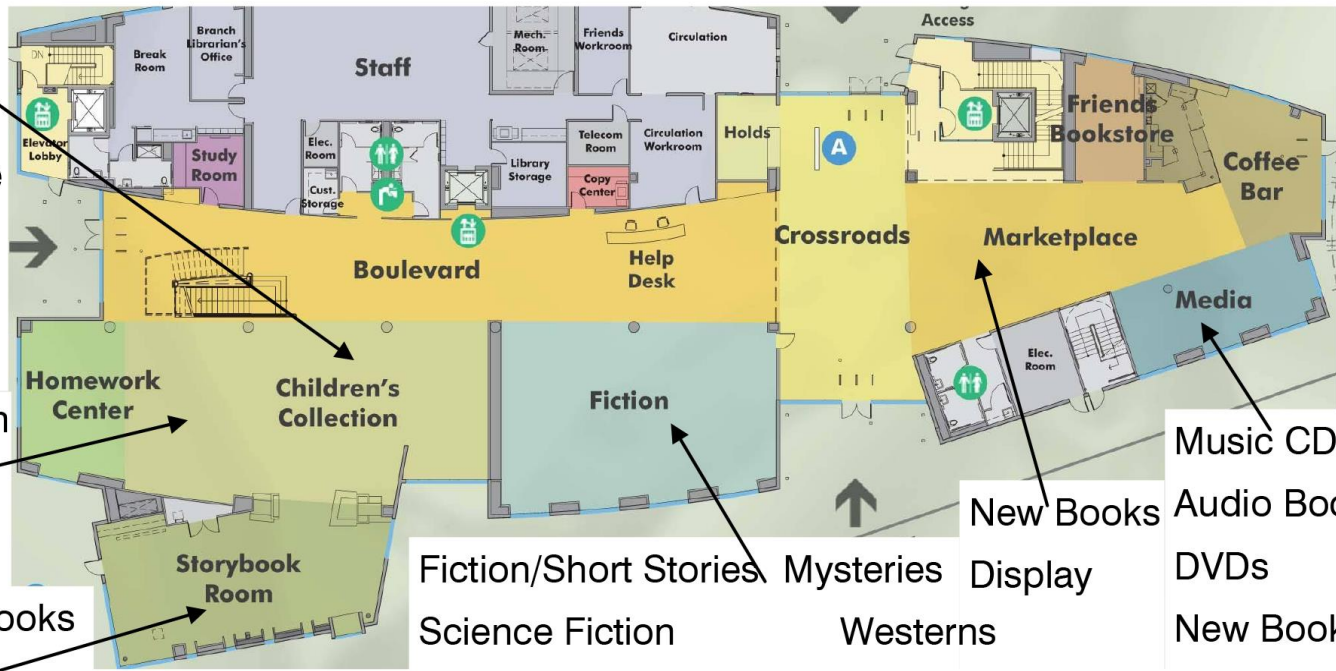 Access
Branch
Librarian's
Office
Break
Room
DN
Staff
Mech.
Room
Friends
Workroom
Circulation
Elevator
Lobby
Study
Room
Elec.
Room
Cust.
Storage
Library
Storage
Telecom
Room
Copy
Center
Circulation
Workroom
Holds
A
Friends
Bookstore
Coffee
Bar
Boulevard
Help
Desk
Crossroads
Marketplace
Media
Homework
Center
Children's
Collection
Fiction
Elec.
Room
Storybook
Room
ooks
Fiction/Short Stories Mysteries
Science Fiction Westerns
New Books
Display
Music CD
Audio Boo
DVDs
New Book